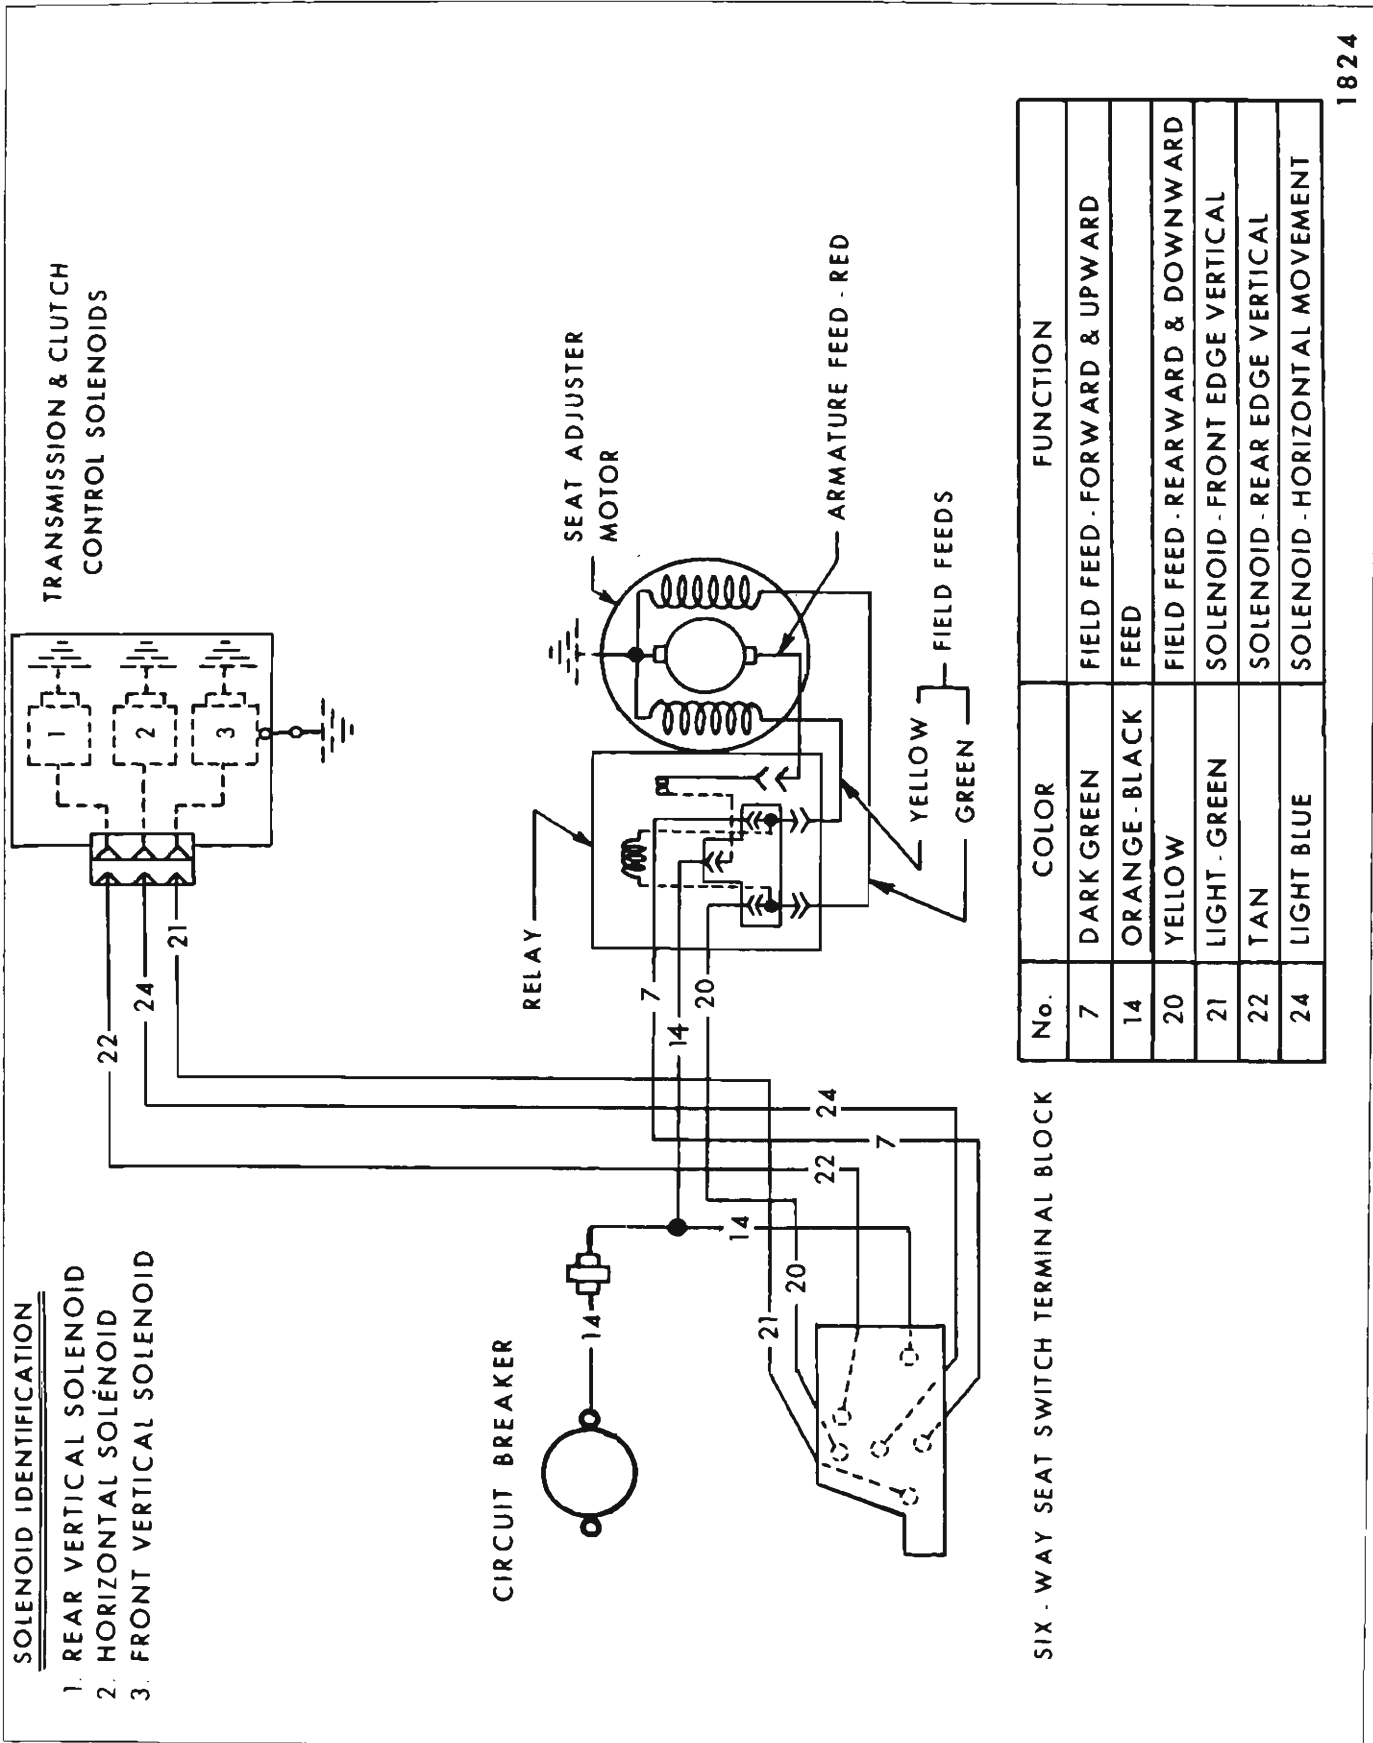 SOLENOID IDENTIFICATION
1. REAR VERTICAL SOLENOID
2. HORIZONTAL SOLÉNOID
3. FRONT VERTICAL SOLENOID
TRANSMISSION & CLUTCH
CONTROL SOLENOIDS
1
2
3
22
24
21
CIRCUIT BREAKER
14
RELAY
SEAT ADJUSTER
MOTOR
7
14
20
14
ARMATURE FEED - RED
21
20
22
24
7
YELLOW
GREEN
FIELD FEEDS
SIX - WAY SEAT SWITCH TERMINAL BLOCK
No. COLOR FUNCTION
7 DARK GREEN FIELD FEED - FORWARD & UPWARD
14 ORANGE - BLACK FEED
20 YELLOW FIELD FEED - REARWARD & DOWNWARD
21 LIGHT - GREEN SOLENOID - FRONT EDGE VERTICAL
22 TAN SOLENOID - REAR EDGE VERTICAL
24 LIGHT BLUE SOLENOID - HORIZONTAL MOVEMENT
1824